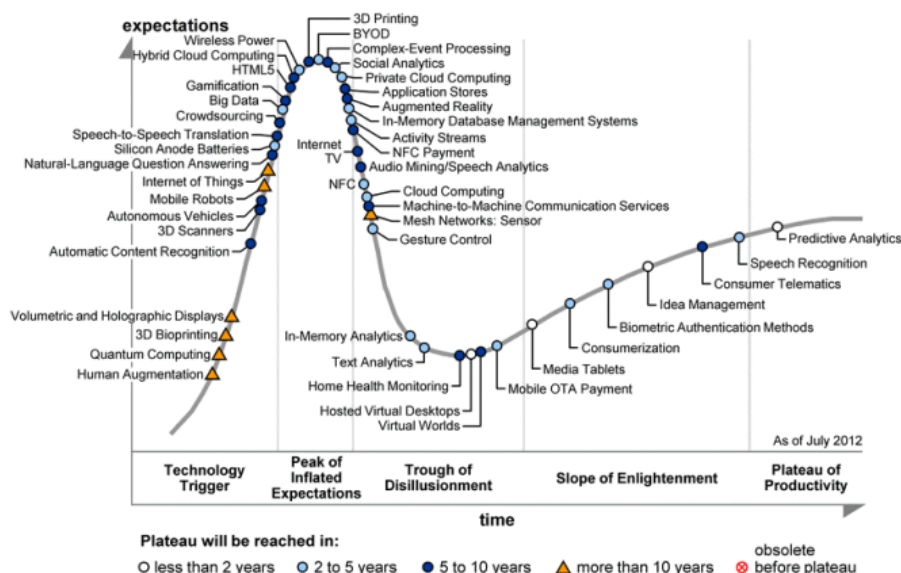 expectations
3D Printing
BYOD
Complex-Event Processing
Social Analytics
Private Cloud Computing
Application Stores
Augmented Reality
In-Memory Database Management Systems
Activity Streams
NFC Payment
Audio Mining/Speech Analytics
Cloud Computing
Machine-to-Machine Communication Services
Mesh Networks: Sensor
Gesture Control
Wireless Power
Hybrid Cloud Computing
HTML5
Gamification
Big Data
Crowdsourcing
Speech-to-Speech Translation
Silicon Anode Batteries
Natural-Language Question Answering
Internet of Things
Mobile Robots
Autonomous Vehicles
3D Scanners
Automatic Content Recognition
Volumetric and Holographic Displays
3D Bioprinting
Quantum Computing
Human Augmentation
Internet
TV
NFC
In-Memory Analytics
Text Analytics
Home Health Monitoring
Hosted Virtual Desktops
Virtual Worlds
Mobile OTA Payment
Media Tablets
Consumerization
Biometric Authentication Methods
Idea Management
Consumer Telematics
Speech Recognition
Predictive Analytics
As of July 2012
Technology
Trigger
Peak of
Inflated
Expectations
Trough of
Disillusionment
Slope of Enlightenment
Plateau of
Productivity
time
Plateau will be reached in:
less than 2 years
2 to 5 years
5 to 10 years
more than 10 years
obsolete
before plateau